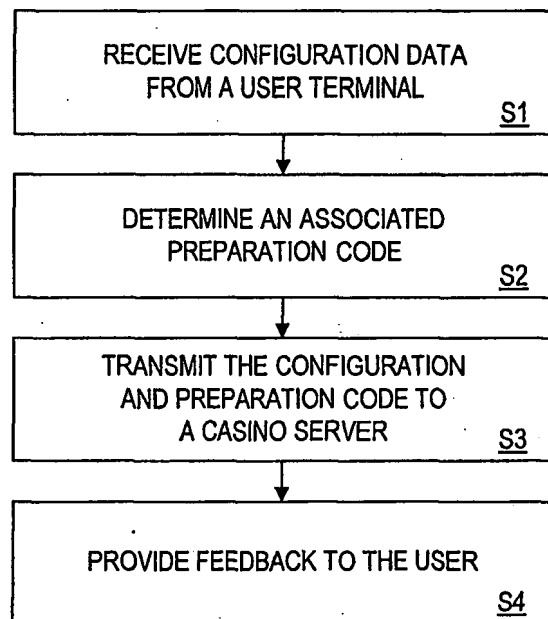 RECEIVE CONFIGURATION DATA
FROM A USER TERMINAL
S1
DETERMINE AN ASSOCIATED
PREPARATION CODE
S2
TRANSMIT THE CONFIGURATION
AND PREPARATION CODE TO
A CASINO SERVER
S3
PROVIDE FEEDBACK TO THE USER
S4